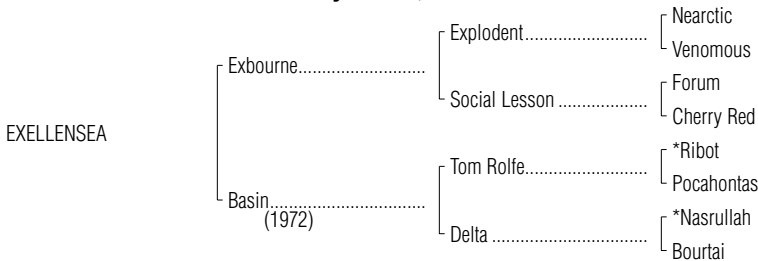 Nearctic
Explodent..............................
Venomous
Exbourne............................
Forum
Social Lesson ......................
Cherry Red
EXELLENSEA
*Ribot
Tom Rolfe..............................
Pocahontas
Basin..................................
(1972)
*Nasrullah
Delta ......................................
Bourtai